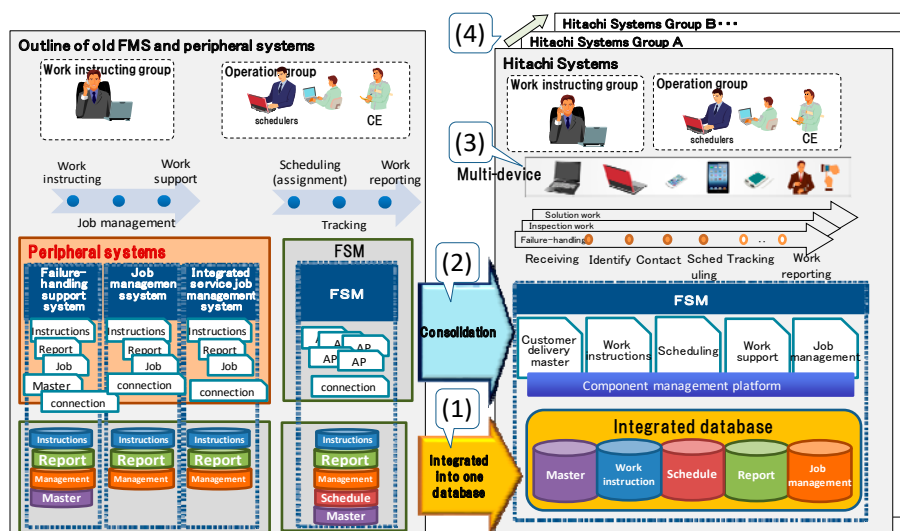 Outline of old FMS and peripheral systems
Work instructing group
Operation group
schedulers
CE
Work
instructing
Work
support
Job management
Scheduling
(assignment)
Work
reporting
Tracking
Peripheral systems
Failure-
handling
support
system
Instructions
Report
Job
Master
connection
Job
management
ssystem
Instructions
Report
Job
connection
Integrated
service job
management
system
Instructions
Report
Job
connection
FSM
FSM
AP
AP
AP
connection
Instructions
Report
Management
Master
Instructions
Report
Management
Instructions
Report
Management
Instructions
Report
Management
Schedule
Master
(2)
Consolidation
(1)
Integrated
Into one
database
(4)
Hitachi Systems Group B・・・
Hitachi Systems Group A
Hitachi Systems
Work instructing group
Operation group
schedulers
CE
(3)
Multi-device
Solution work
Inspection work
Failure-handling
Receiving
Identify
Contact
Sched
uling
Tracking
Work
reporting
FSM
Customer
delivery
master
Work
instructions
Scheduling
Work
support
Job
management
Component management platform
Integrated database
Master
Work
instruction
Schedule
Report
Job
management